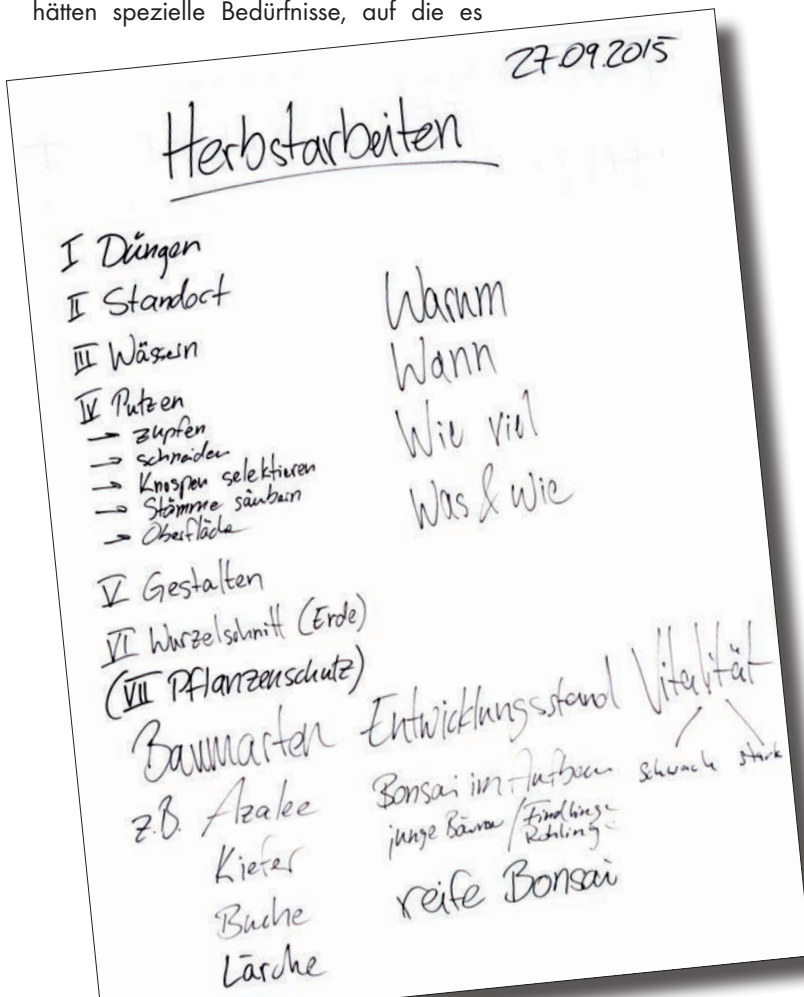 hätten spezielle Bedürfnisse, auf die es
27.09.2015
Herbstarbeiten
I Düngen
II Standort
III Wässern
IV Putzen
→ zupfen
→ schneiden
→ Knospen selektieren
→ Stämme säubern
→ Oberfläche
Warum
Wann
Wie viel
Was & Wie
V Gestalten
VI Wurzelschnitt (Erde)
(VII Pflanzenschutz)
Baumarten Entwicklungsstand Vitalität
z.B. Azalee Bonsai im Aufbau schwach stark
junge Bäume / Findlinge
Rohlinge
Kiefer
Buche reife Bonsai
Lärche